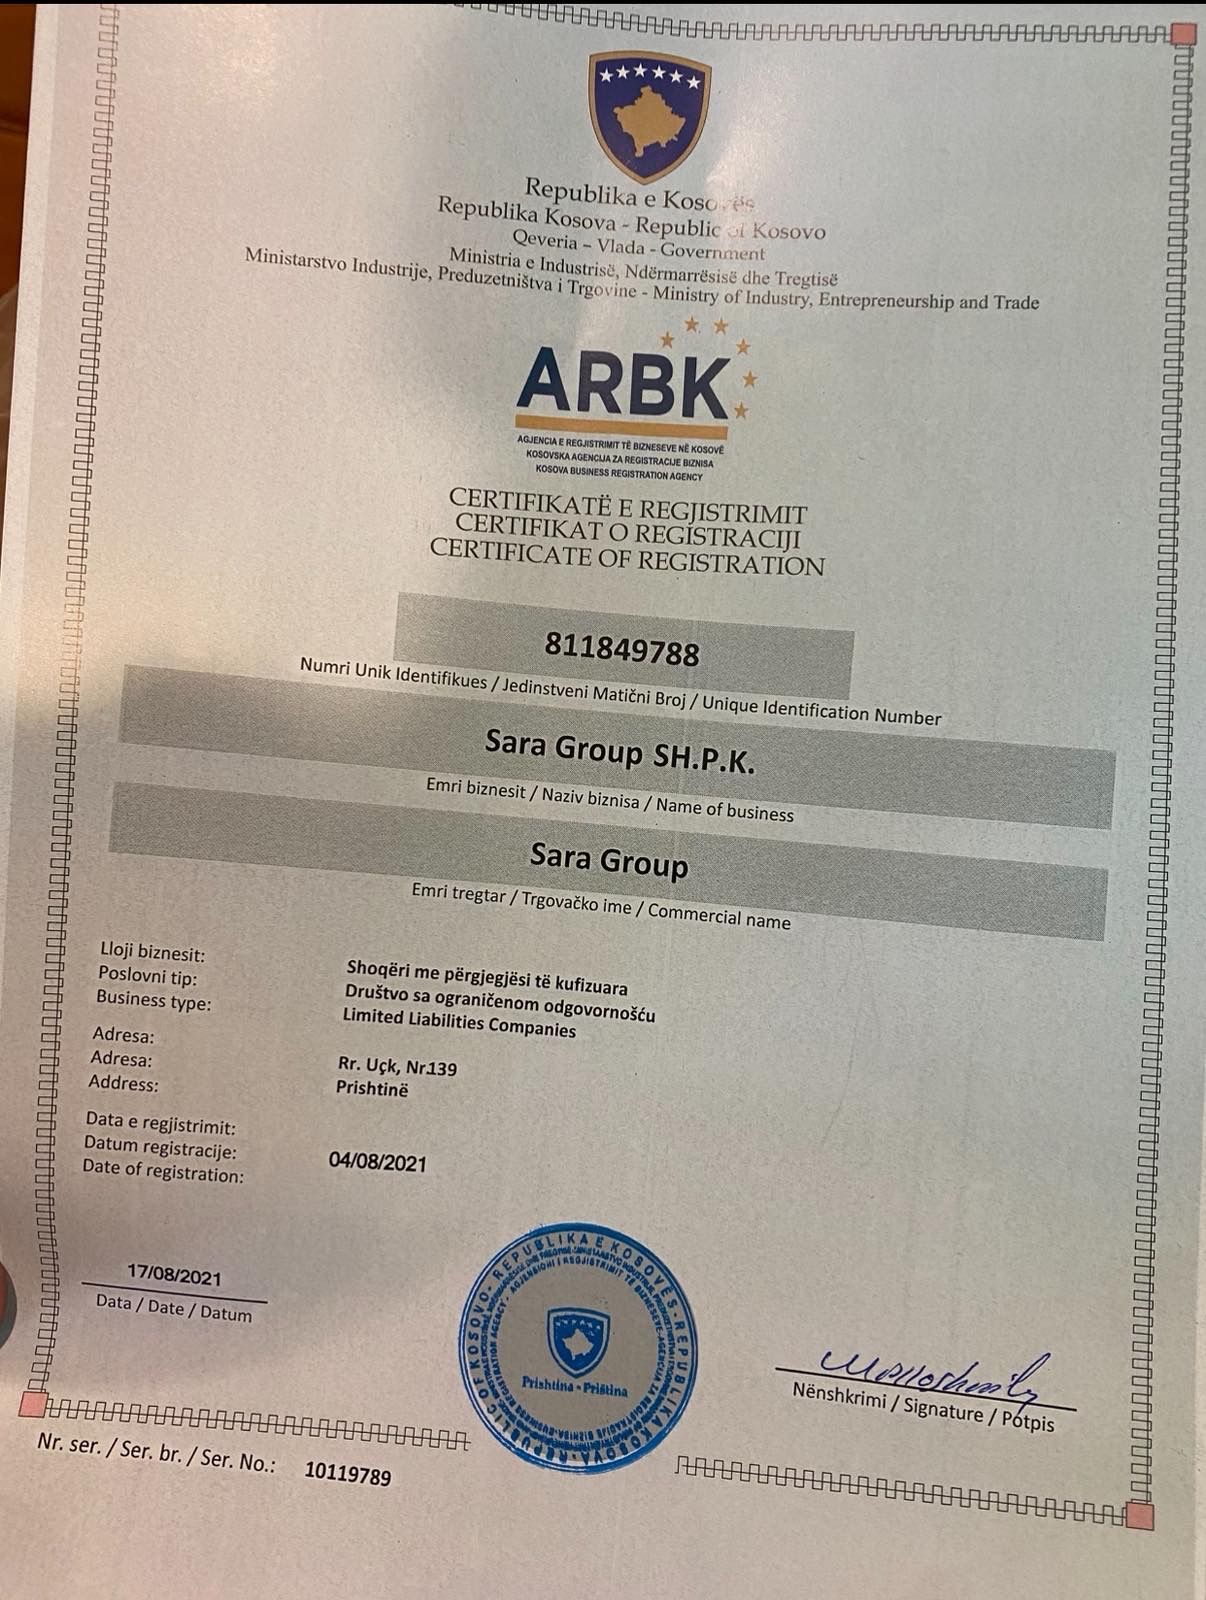 Republika e Kosovës
Republika Kosova - Republic of Kosovo
Qeveria – Vlada - Government
Ministria e Industrisë, Ndërmarrësisë dhe Tregtisë
Ministarstvo Industrije, Preduzetništva i Trgovine - Ministry of Industry, Entrepreneurship and Trade
ARBK
AGJENCIA E REGJISTRIMIT TË BIZNESEVE NË KOSOVË
KOSOVSKA AGENCIJA ZA REGISTRACIJE BIZNISA
KOSOVA BUSINESS REGISTRATION AGENCY
CERTIFIKATË E REGJISTRIMIT
CERTIFIKAT O REGISTRACIJI
CERTIFICATE OF REGISTRATION
811849788
Numri Unik Identifikues / Jedinstveni Matični Broj / Unique Identification Number
Sara Group SH.P.K.
Emri biznesit / Naziv biznisa / Name of business
Sara Group
Emri tregtar / Trgovačko ime / Commercial name
Lloji biznesit:
Poslovni tip:
Business type:
Shoqëri me përgjegjësi të kufizuara
Društvo sa ograničenom odgovornošću
Limited Liabilities Companies
Adresa:
Adresa:
Address:
Rr. Uçk, Nr.139
Prishtinë
Data e regjistrimit:
Datum registracije:
Date of registration:
04/08/2021
17/08/2021
Data / Date / Datum
REPUBLIKA E KOSOVËS - REPUBLIKA KOSOVA - REPUBLIC OF KOSOVO
Prishtina - Priština
Nënshkrimi / Signature / Potpis
Nr. ser. / Ser. br. / Ser. No.: 10119789